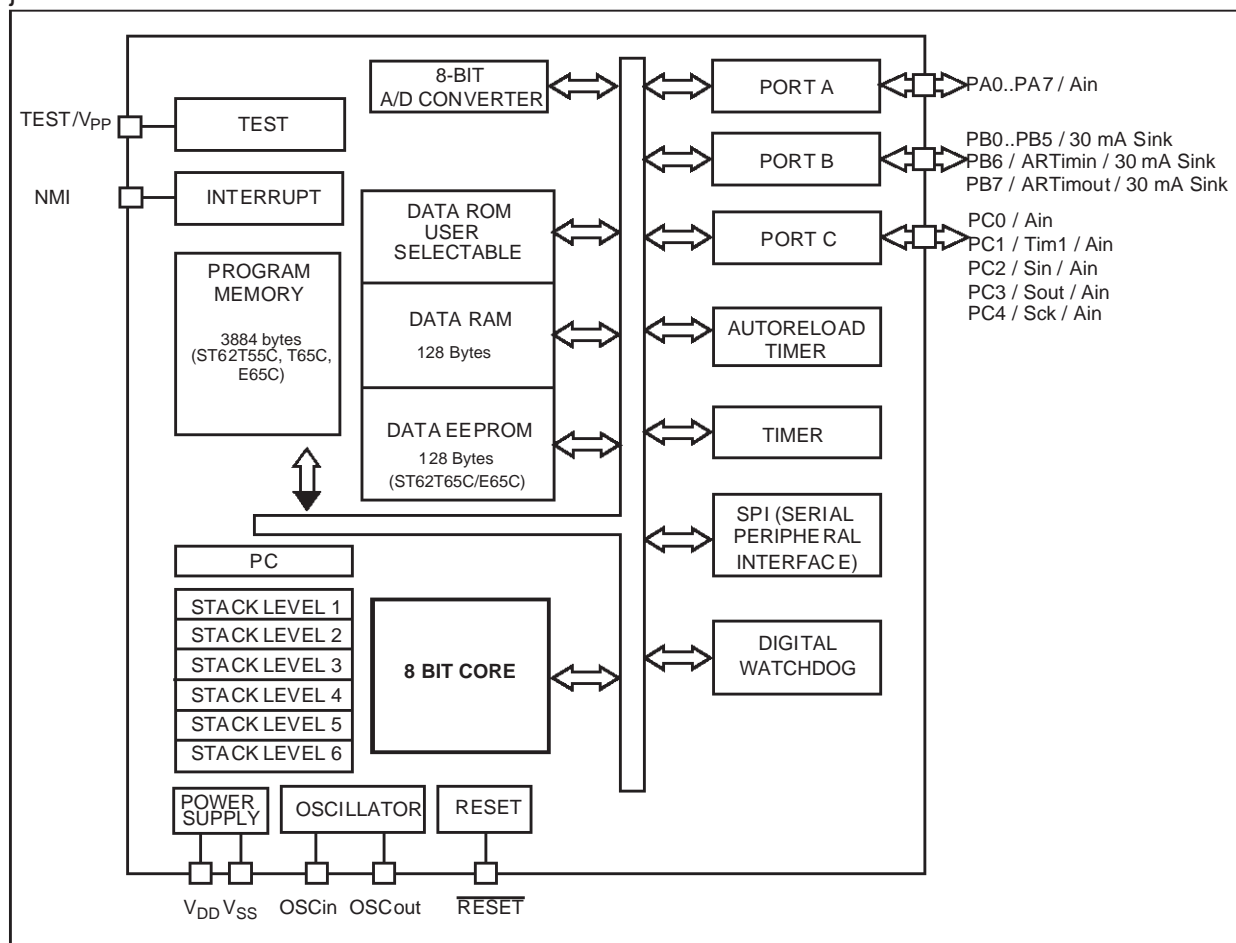 TEST/VPP
NMI
TEST
INTERRUPT
PROGRAM
MEMORY
3884 bytes
(ST62T55C, T65C,
E65C)
PC
STACK LEVEL 1
STACK LEVEL 2
STACK LEVEL 3
STACK LEVEL 4
STACK LEVEL 5
STACK LEVEL 6
POWER
SUPPLY
OSCILLATOR
RESET
VDD VSS
OSCin
OSCout
RESET
8-BIT
A/D CONVERTER
DATA ROM
USER
SELECTABLE
DATA RAM
128 Bytes
DATA EEPROM
128 Bytes
(ST62T65C/E65C)
8 BIT CORE
PORT A
PORT B
PORT C
AUTORELOAD
TIMER
TIMER
SPI (SERIAL
PERIPHERAL
INTERFACE)
DIGITAL
WATCHDOG
PA0..PA7 / Ain
PB0..PB5 / 30 mA Sink
PB6 / ARTimin / 30 mA Sink
PB7 / ARTimout / 30 mA Sink
PC0 / Ain
PC1 / Tim1 / Ain
PC2 / Sin / Ain
PC3 / Sout / Ain
PC4 / Sck / Ain